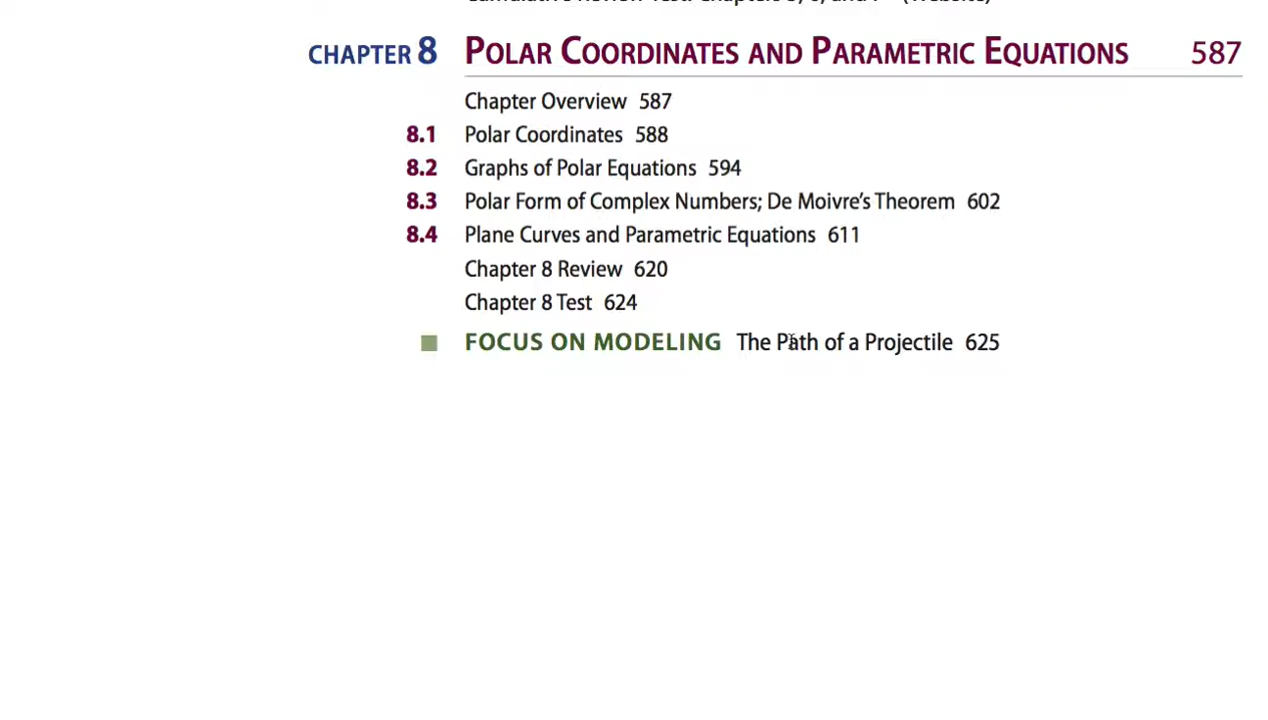 CHAPTER 8 POLAR COORDINATES AND PARAMETRIC EQUATIONS 587
Chapter Overview 587
8.1 Polar Coordinates 588
8.2 Graphs of Polar Equations 594
8.3 Polar Form of Complex Numbers; De Moivre's Theorem 602
8.4 Plane Curves and Parametric Equations 611
Chapter 8 Review 620
Chapter 8 Test 624
FOCUS ON MODELING The Path of a Projectile 625